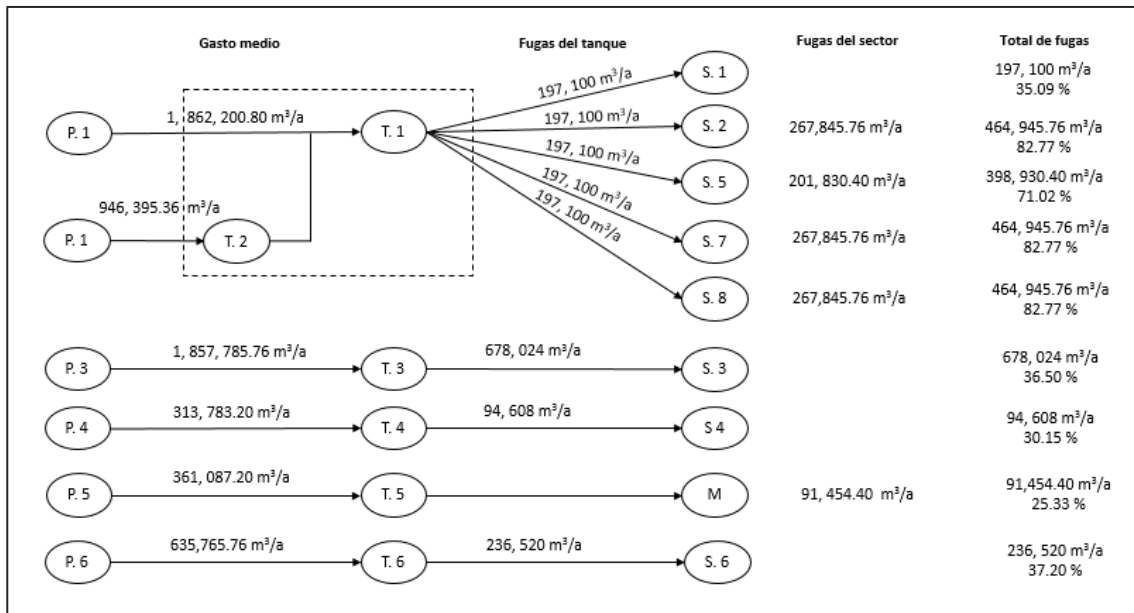 Gasto medio
Fugas del tanque
Fugas del sector
Total de fugas
P. 1
1, 862, 200.80 m³/a
T. 1
197, 100 m³/a
S. 1
197, 100 m³/a
35.09 %
197, 100 m³/a
S. 2
267,845.76 m³/a
464, 945.76 m³/a
82.77 %
197, 100 m³/a
S. 5
201, 830.40 m³/a
398, 930.40 m³/a
71.02 %
P. 1
946, 395.36 m³/a
T. 2
197, 100 m³/a
S. 7
267,845.76 m³/a
464, 945.76 m³/a
82.77 %
197, 100 m³/a
S. 8
267,845.76 m³/a
464, 945.76 m³/a
82.77 %
P. 3
1, 857, 785.76 m³/a
T. 3
678, 024 m³/a
S. 3
678, 024 m³/a
36.50 %
P. 4
313, 783.20 m³/a
T. 4
94, 608 m³/a
S 4
94, 608 m³/a
30.15 %
P. 5
361, 087.20 m³/a
T. 5
M
91, 454.40 m³/a
91,454.40 m³/a
25.33 %
P. 6
635,765.76 m³/a
T. 6
236, 520 m³/a
S. 6
236, 520 m³/a
37.20 %